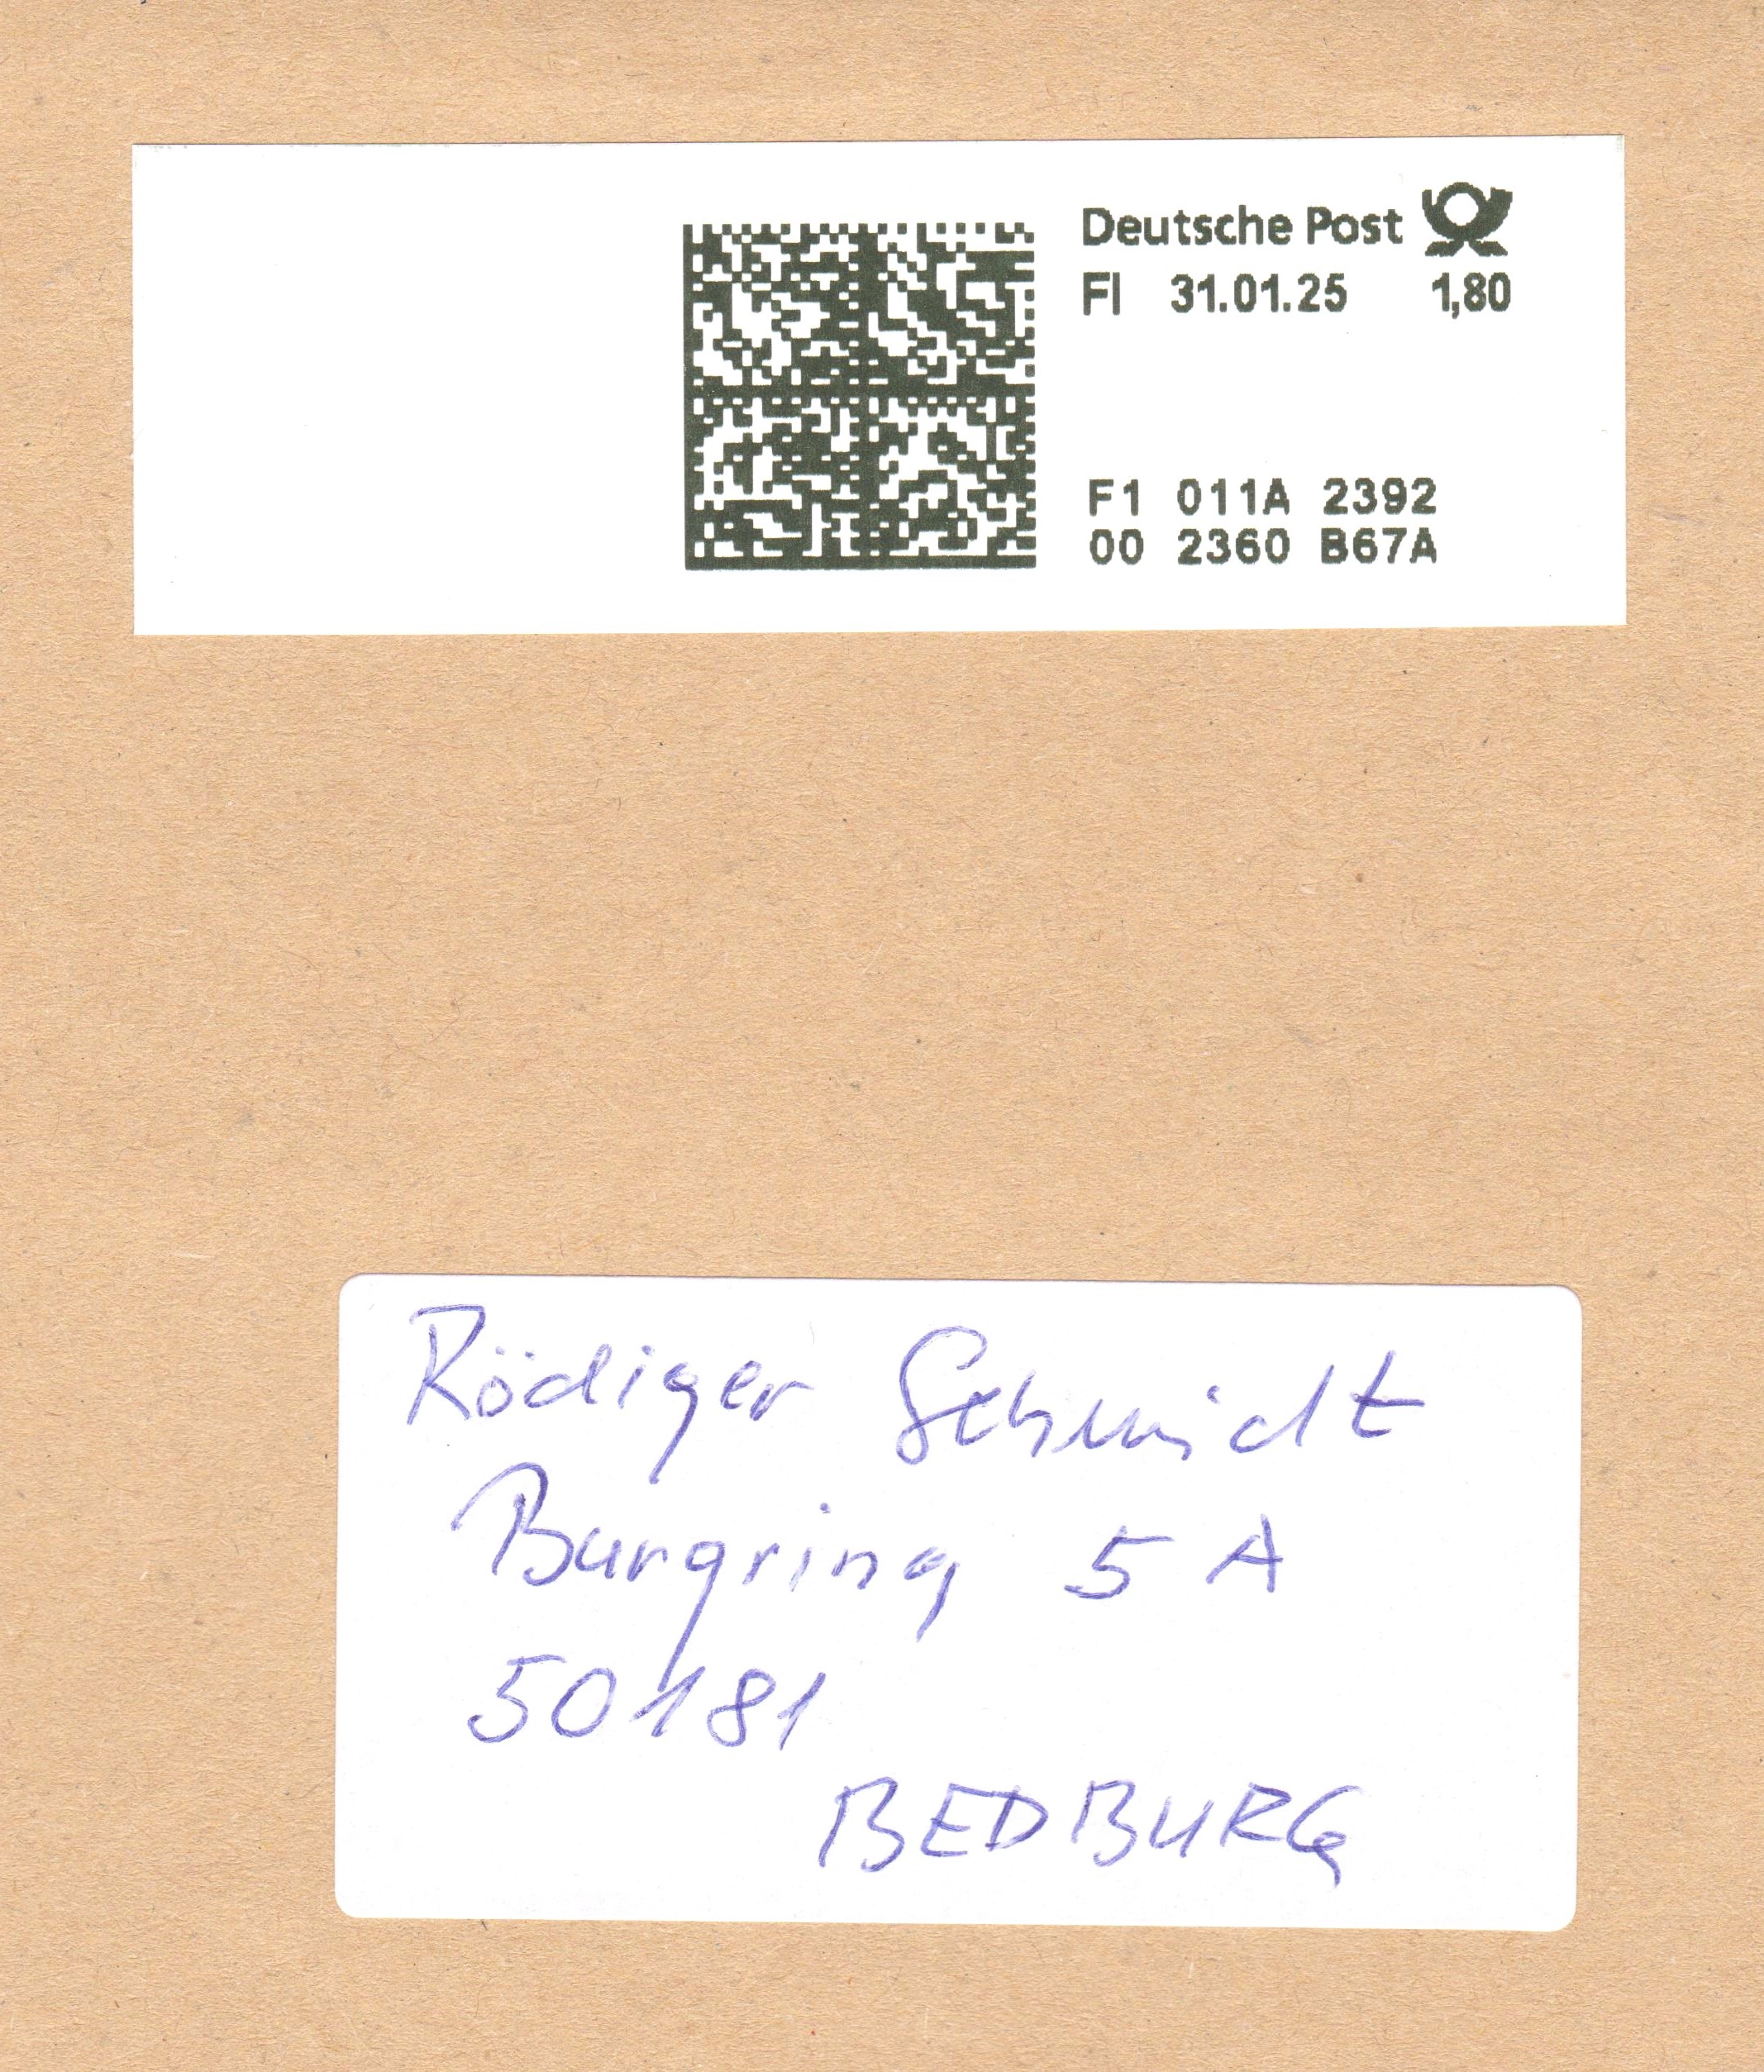 Deutsche Post
FI 31.01.25 1,80
F1 011A 2392
00 2360 B67A
Rödiger Schmidt
Burgring 5 A
50181
BEDBURG